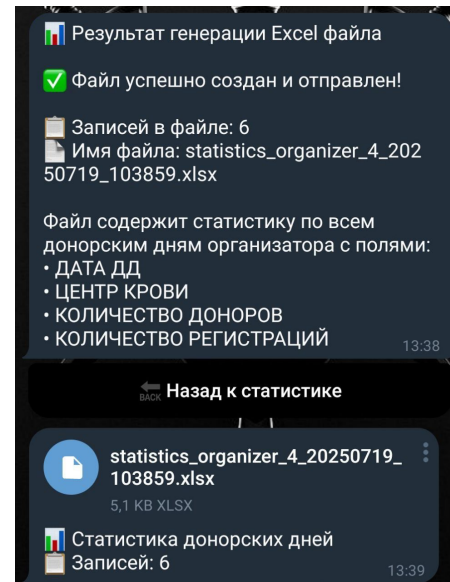 📊 Результат генерации Excel файла
✅ Файл успешно создан и отправлен!
📋 Записей в файле: 6
📄 Имя файла: statistics_organizer_4_202
50719_103859.xlsx
Файл содержит статистику по всем
донорским дням организатора с полями:
• ДАТА ДД
• ЦЕНТР КРОВИ
• КОЛИЧЕСТВО ДОНОРОВ
• КОЛИЧЕСТВО РЕГИСТРАЦИЙ 13:38
🔙 Назад к статистике
statistics_organizer_4_20250719_
103859.xlsx
5,1 KB XLSX
📊 Статистика донорских дней
📋 Записей: 6 13:39